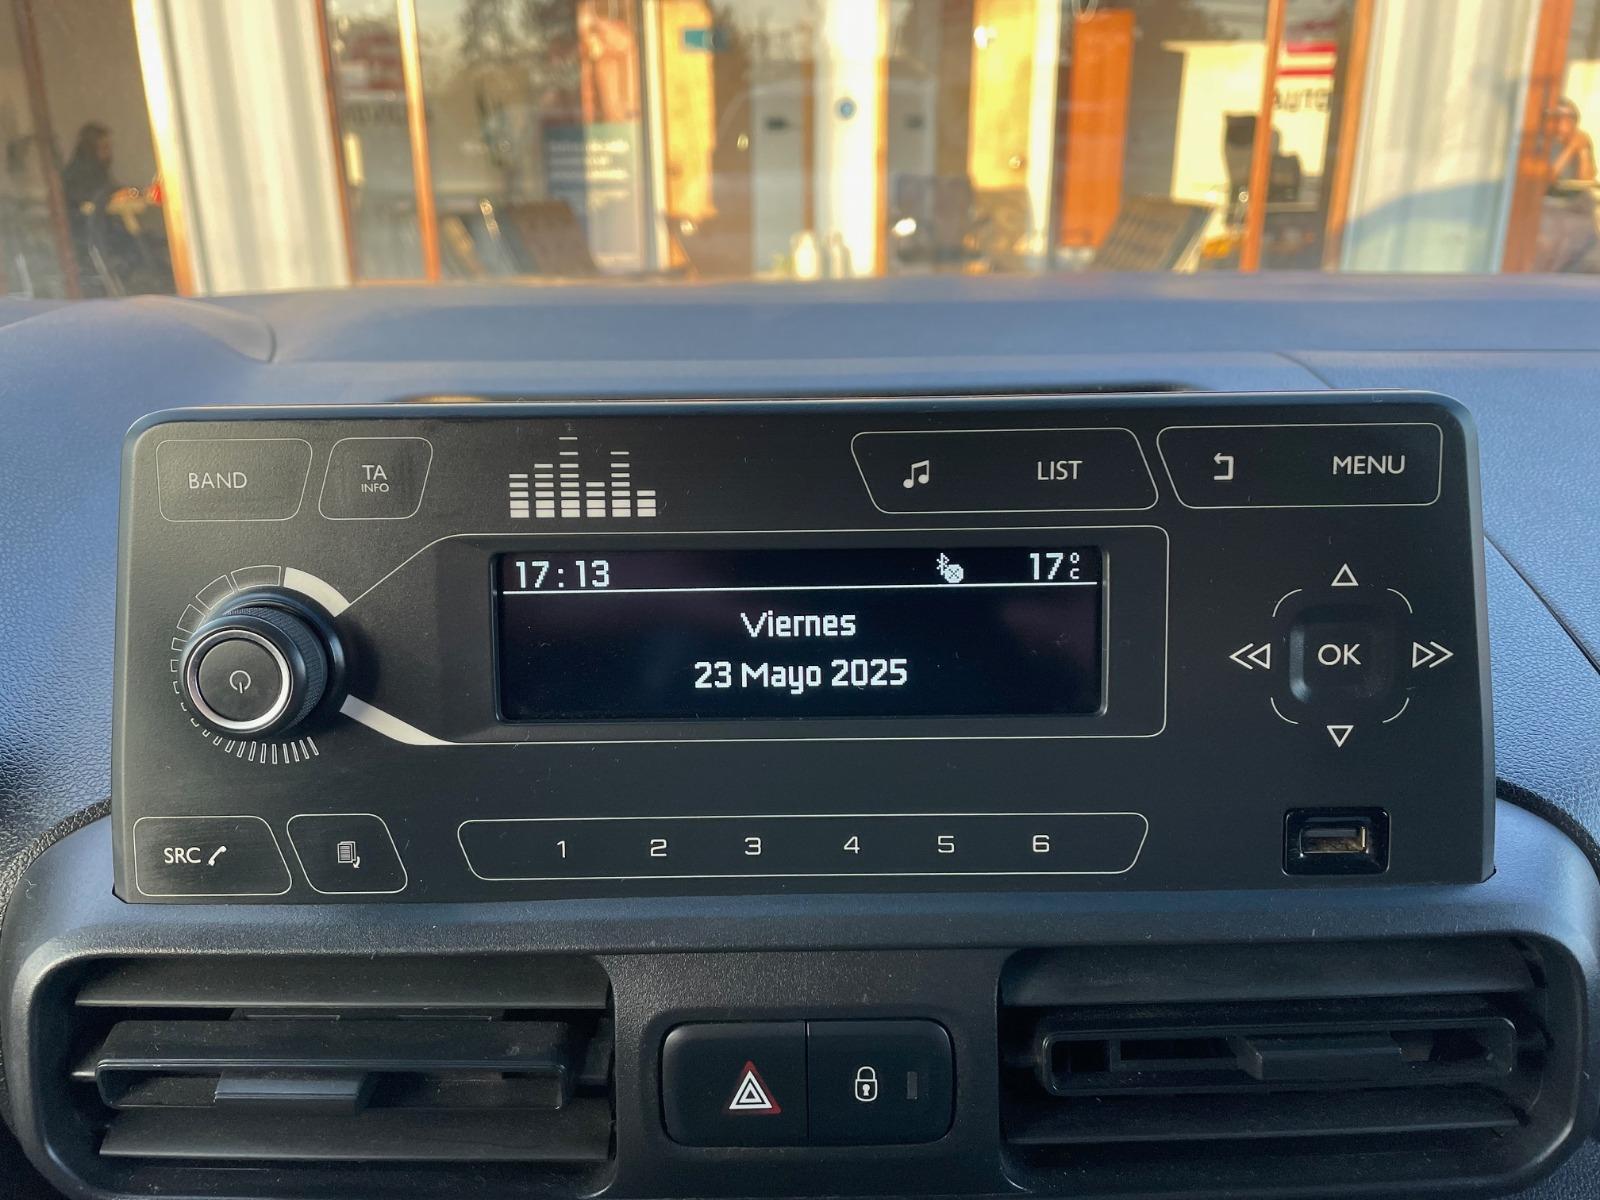 AUTO
BAND
TA
INFO
LIST
MENU
17:13
17°C
Viernes
23 Mayo 2025
OK
SRC
1 2 3 4 5 6